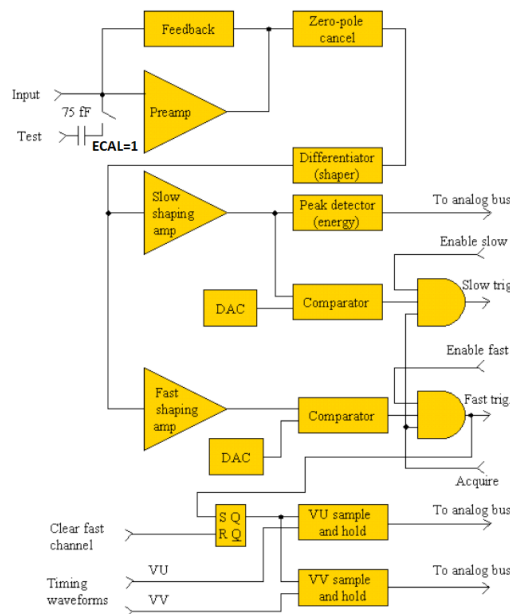 Feedback
Zero-pole
cancel
Input
75 fF
Preamp
Test
ECAL=1
Differentiator
(shaper)
Slow
shaping
amp
Peak detector
(energy)
To analog bus
Enable slow
DAC
Comparator
Slow trig
Enable fast
Fast
shaping
amp
Comparator
Fast trig.
DAC
Acquire
S Q
R Q
VU sample
and hold
To analog bus
Clear fast
channel
VU
Timing
waveforms
VV
VV sample
and hold
To analog bus